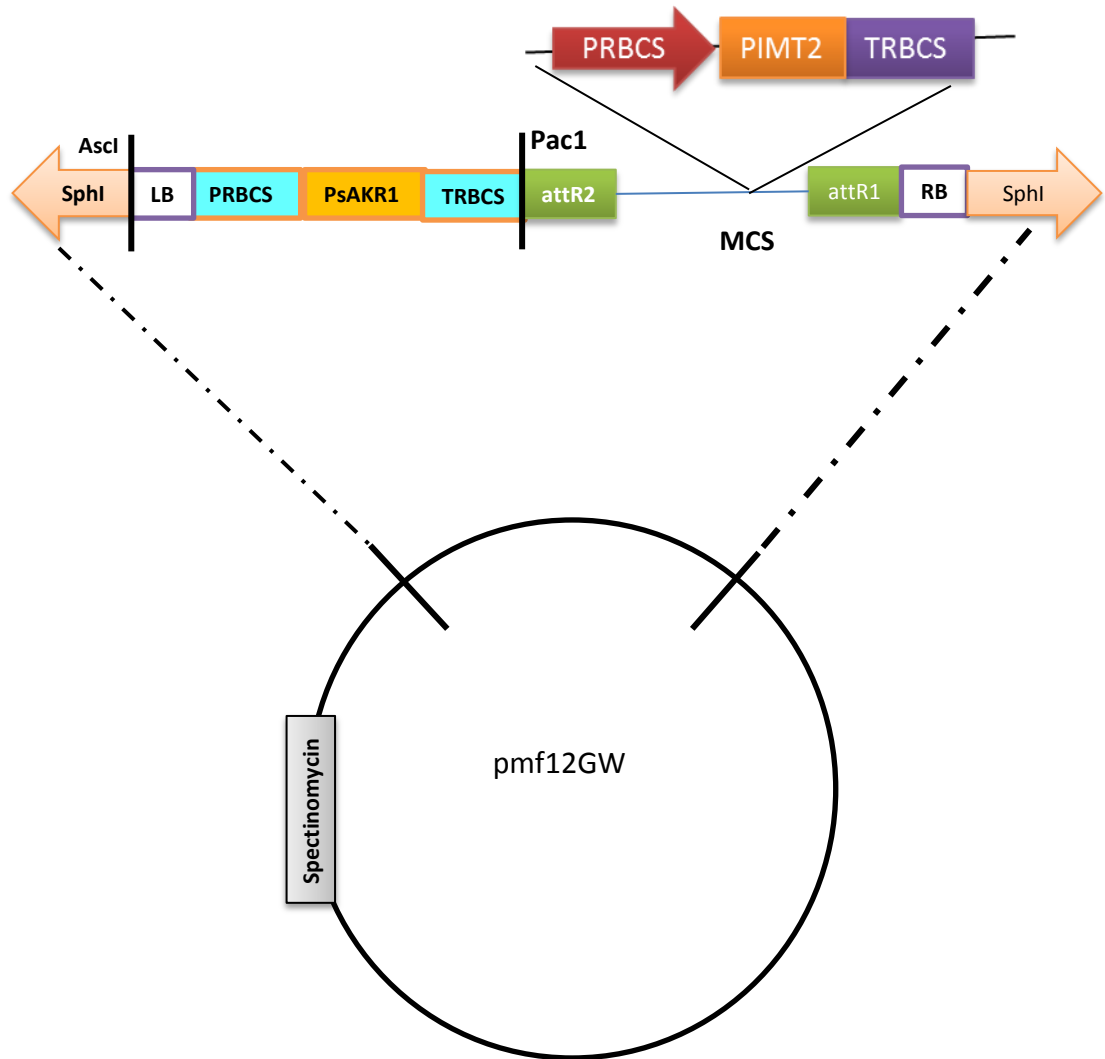 PRBCS PIMT2 TRBCS
AscI Pac1
SphI LB PRBCS PsAKR1 TRBCS attR2 attR1 RB SphI
MCS
pmf12GW
Spectinomycin